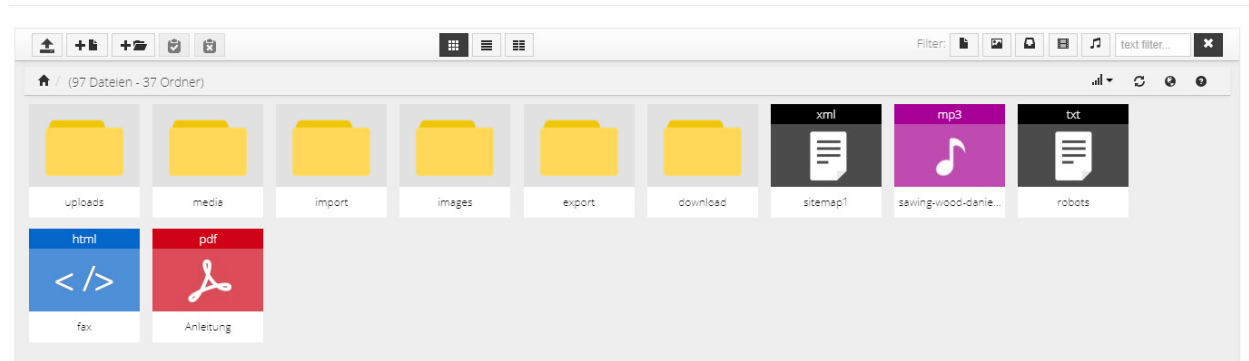 Filter: text filter...
/ (97 Dateien - 37 Ordner)
xml mp3 txt
uploads media import images export download sitemap1 sawing-wood-danie... robots
html pdf
</>
fax Anleitung